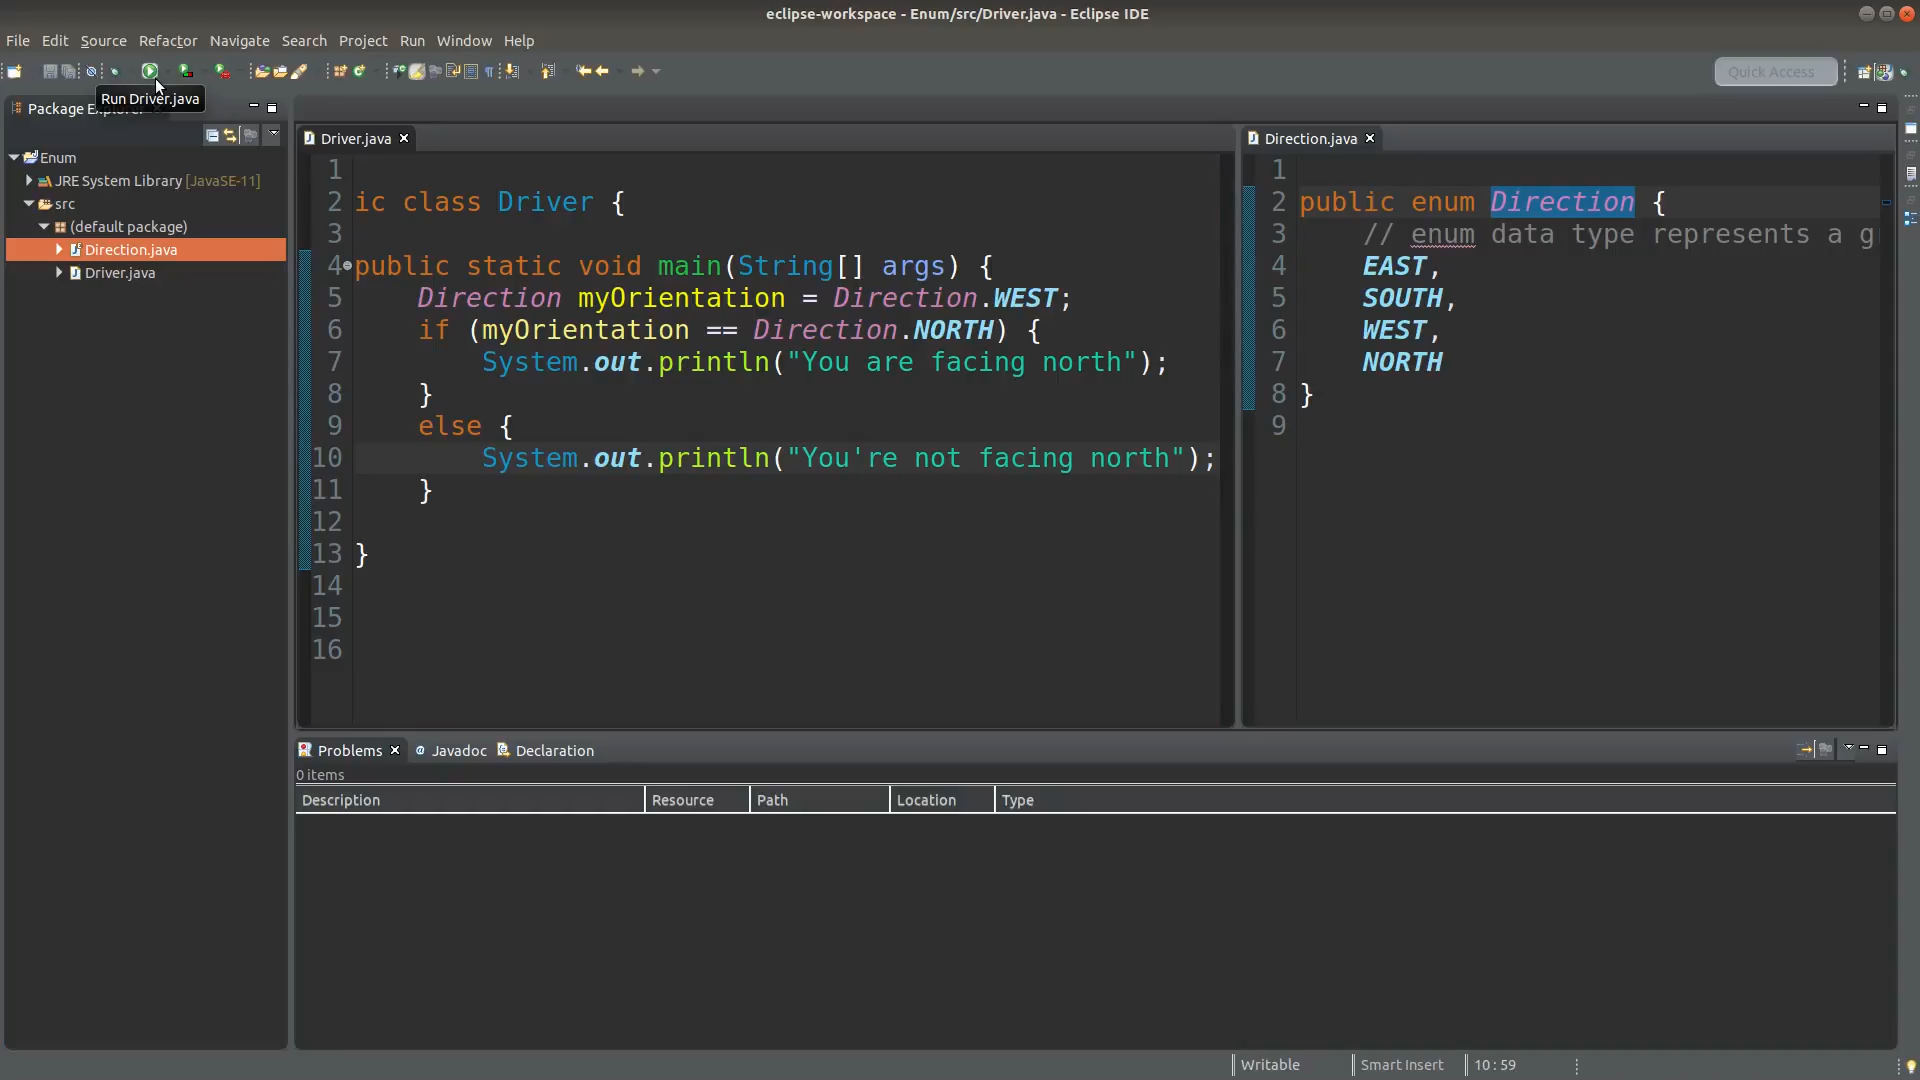 eclipse-workspace - Enum/src/Driver.java - Eclipse IDE
File Edit Source Refactor Navigate Search Project Run Window Help
Quick Access
Run Driver.java
Package Explorer
Enum
JRE System Library [JavaSE-11]
src
(default package)
Direction.java
Driver.java
Driver.java
1
2 ic class Driver {
3
4 public static void main(String[] args) {
5 Direction myOrientation = Direction.WEST;
6 if (myOrientation == Direction.NORTH) {
7 System.out.println("You are facing north");
8 }
9 else {
10 System.out.println("You're not facing north");
11 }
12
13 }
14
15
16
Direction.java
1
2 public enum Direction {
3 // enum data type represents a g
4 EAST,
5 SOUTH,
6 WEST,
7 NORTH
8 }
9
Problems Javadoc Declaration
0 items
Description Resource Path Location Type
Writable Smart Insert 10 : 59